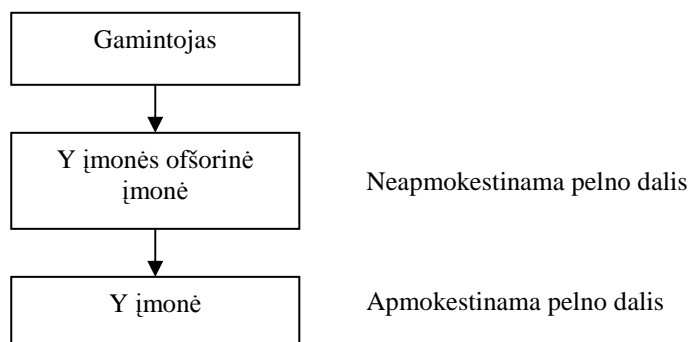 Gamintojas
Y įmonės ofšorinė
įmonė
Neapmokestinama pelno dalis
Y įmonė
Apmokestinama pelno dalis